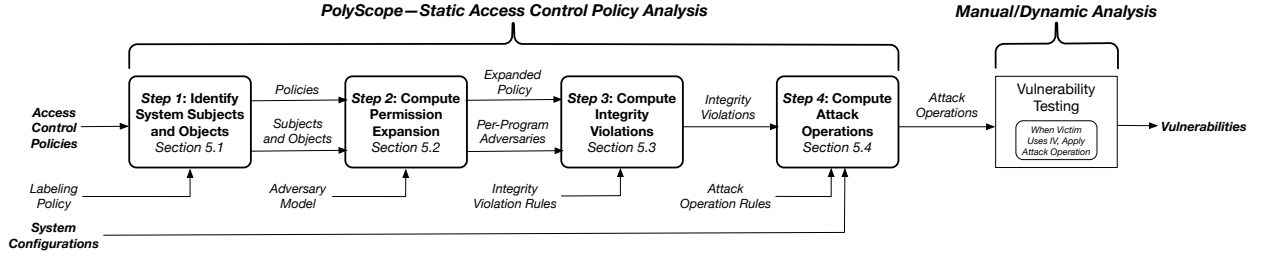 PolyScope—Static Access Control Policy Analysis
Manual/Dynamic Analysis
Access
Control
Policies
Step 1: Identify
System Subjects
and Objects
Section 5.1
Policies
Subjects
and Objects
Step 2: Compute
Permission
Expansion
Section 5.2
Expanded
Policy
Per-Program
Adversaries
Step 3: Compute
Integrity
Violations
Section 5.3
Integrity
Violations
Step 4: Compute
Attack
Operations
Section 5.4
Attack
Operations
Vulnerability
Testing
When Victim
Uses IV, Apply
Attack Operation
Vulnerabilities
Labeling
Policy
Adversary
Model
Integrity
Violation Rules
Attack
Operation Rules
System
Configurations